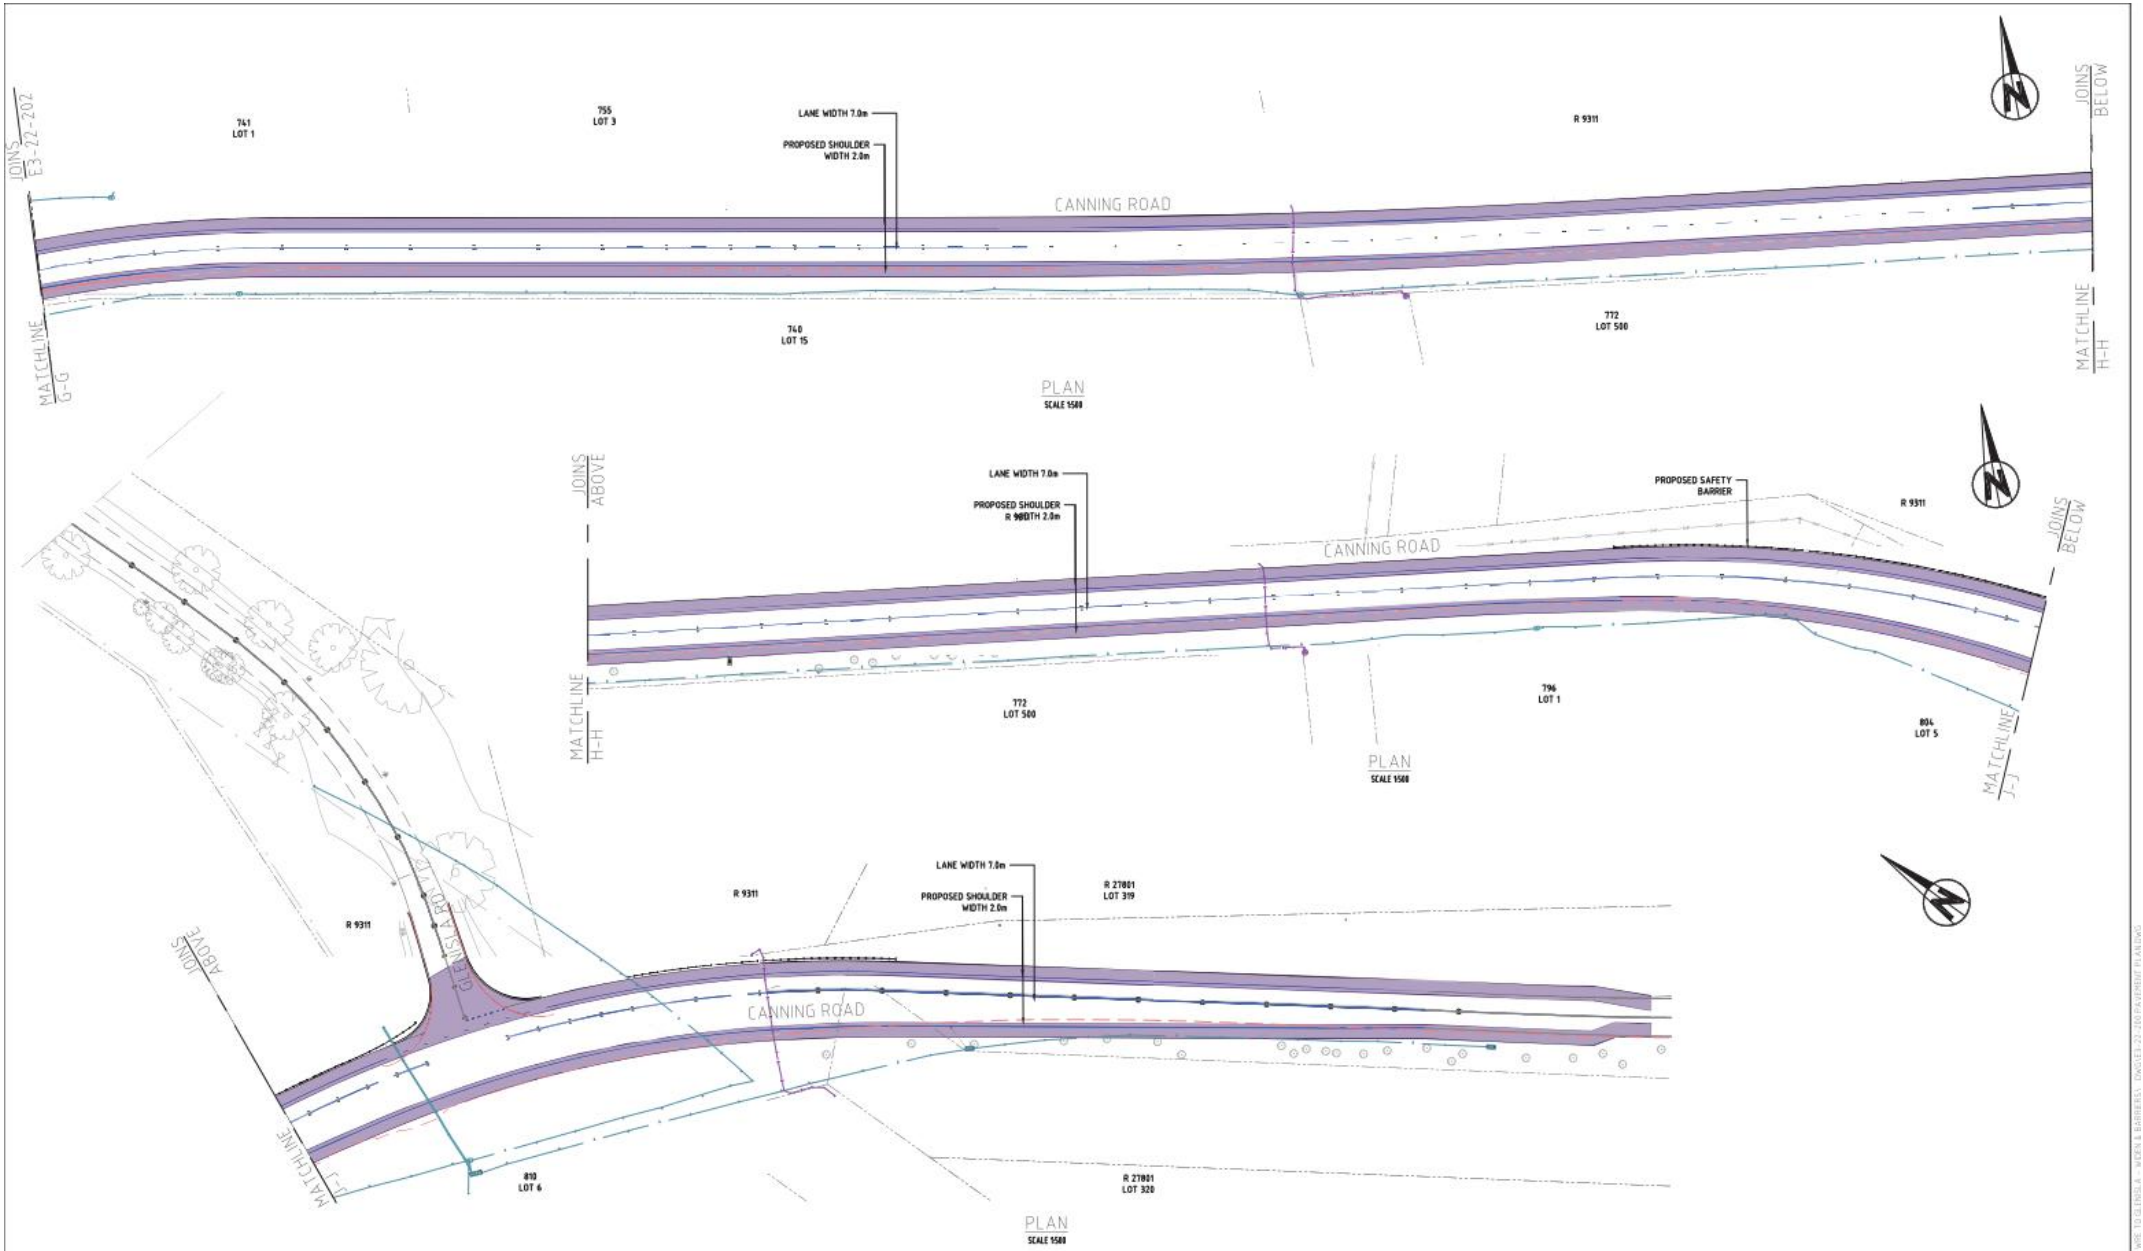 JOINS
E3-22-202
741
LOT 1
755
LOT 3
LANE WIDTH 7.0m
PROPOSED SHOULDER
WIDTH 2.0m
CANNING ROAD
R 9311
N
JOINS
BELOW
MATCHLINE
G-G
740
LOT 15
772
LOT 500
MATCHLINE
H-H
PLAN
SCALE 1:500
JOINS
ABOVE
LANE WIDTH 7.0m
PROPOSED SHOULDER
WIDTH 2.0m
CANNING ROAD
PROPOSED SAFETY
BARRIER
R 9311
N
JOINS
BELOW
MATCHLINE
H-H
772
LOT 500
796
LOT 1
804
LOT 5
MATCHLINE
J-J
PLAN
SCALE 1:500
JOINS
ABOVE
R 9311
R 9311
LANE WIDTH 7.0m
PROPOSED SHOULDER
WIDTH 2.0m
R 27801
LOT 319
N
CANNING ROAD
MATCHLINE
J-J
810
LOT 6
R 27801
LOT 320
PLAN
SCALE 1:500